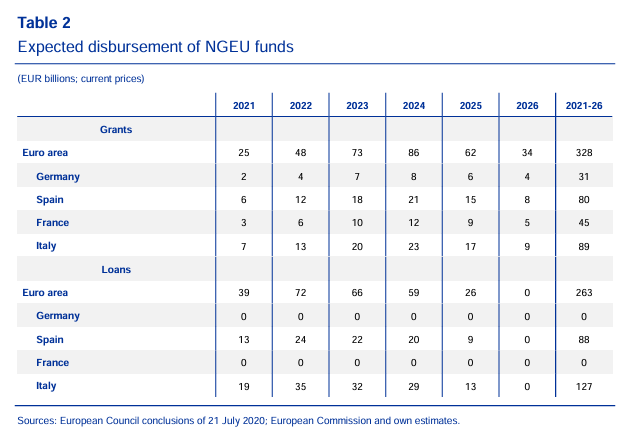 Table 2
Expected disbursement of NGEU funds
(EUR billions; current prices)
2021 2022 2023 2024 2025 2026 2021-26
Grants
Euro area 25 48 73 86 62 34 328
Germany 2 4 7 8 6 4 31
Spain 6 12 18 21 15 8 80
France 3 6 10 12 9 5 45
Italy 7 13 20 23 17 9 89
Loans
Euro area 39 72 66 59 26 0 263
Germany 0 0 0 0 0 0 0
Spain 13 24 22 20 9 0 88
France 0 0 0 0 0 0 0
Italy 19 35 32 29 13 0 127
Sources: European Council conclusions of 21 July 2020; European Commission and own estimates.